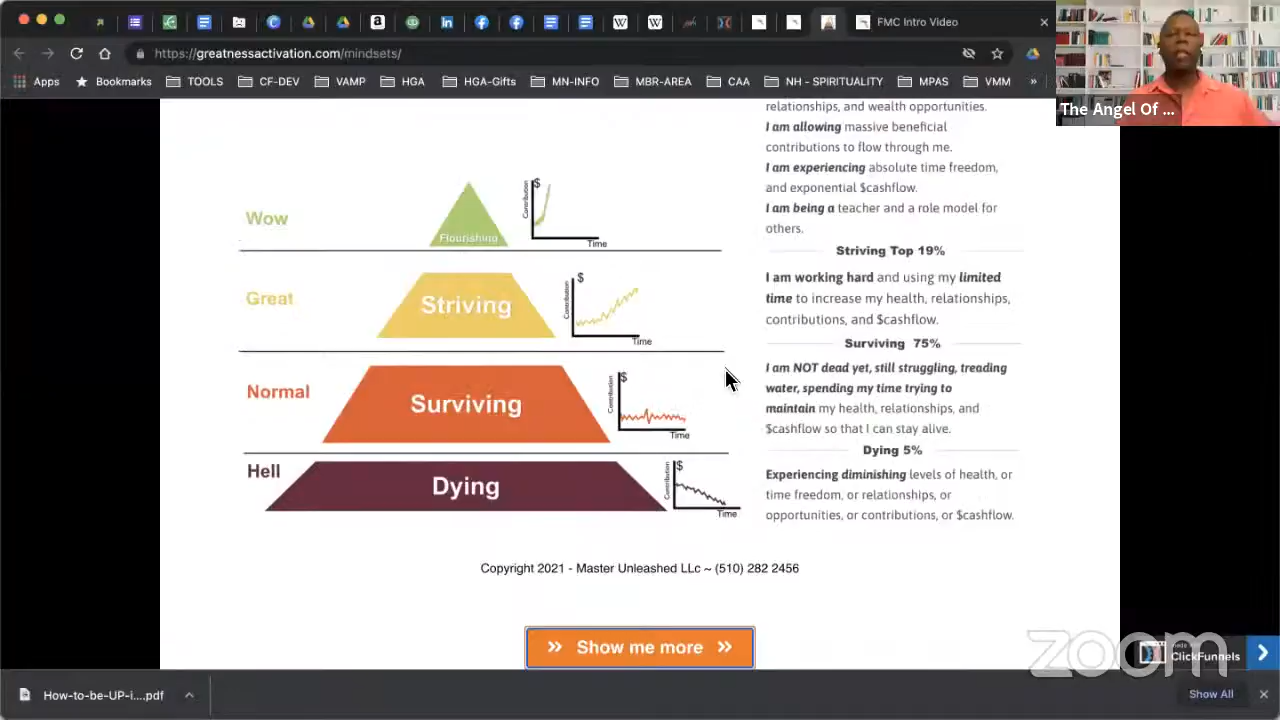 FMC Intro Video
https://greatnessactivation.com/mindsets/
Apps
Bookmarks
TOOLS
CF-DEV
VAMP
HGA
HGA-Gifts
MN-INFO
MBR-AREA
CAA
NH - SPIRITUALITY
MPAS
VMM
»
The Angel Of ...
Wow
Flourishing
$
Contribution
Time
Great
Striving
$
Contribution
Time
Normal
Surviving
$
Contribution
Time
Hell
Dying
$
Contribution
Time
relationships, and wealth opportunities.
I am allowing massive beneficial
contributions to flow through me.
I am experiencing absolute time freedom,
and exponential $cashflow.
I am being a teacher and a role model for
others.
Striving Top 19%
I am working hard and using my limited
time to increase my health, relationships,
contributions, and $cashflow.
Surviving 75%
I am NOT dead yet, still struggling, treading
water, spending my time trying to
maintain my health, relationships, and
$cashflow so that I can stay alive.
Dying 5%
Experiencing diminishing levels of health, or
time freedom, or relationships, or
opportunities, or contributions, or $cashflow.
Copyright 2021 - Master Unleashed LLc ~ (510) 282 2456
Show me more
zoom
ClickFunnels
How-to-be-UP-i....pdf
Show All